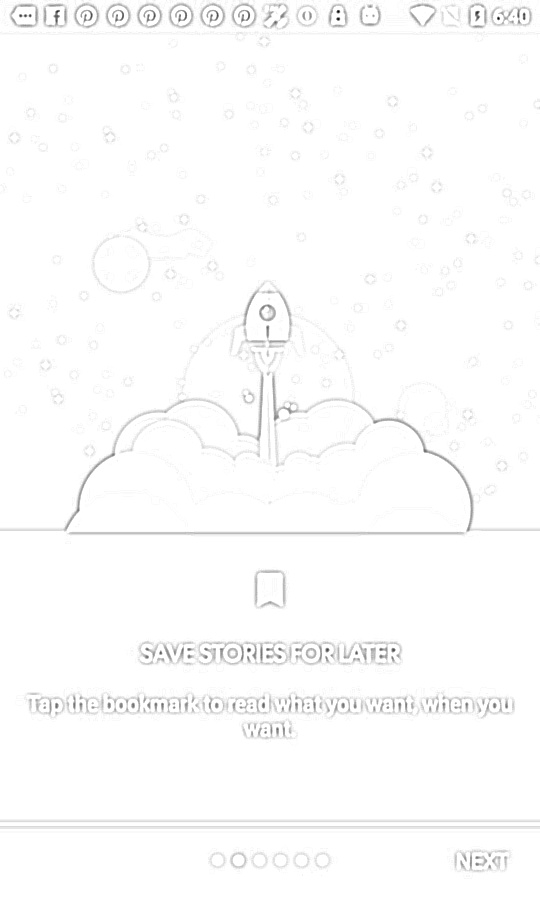 6:40
SAVE STORIES FOR LATER
Tap the bookmark to read what you want, when you
want.
NEXT